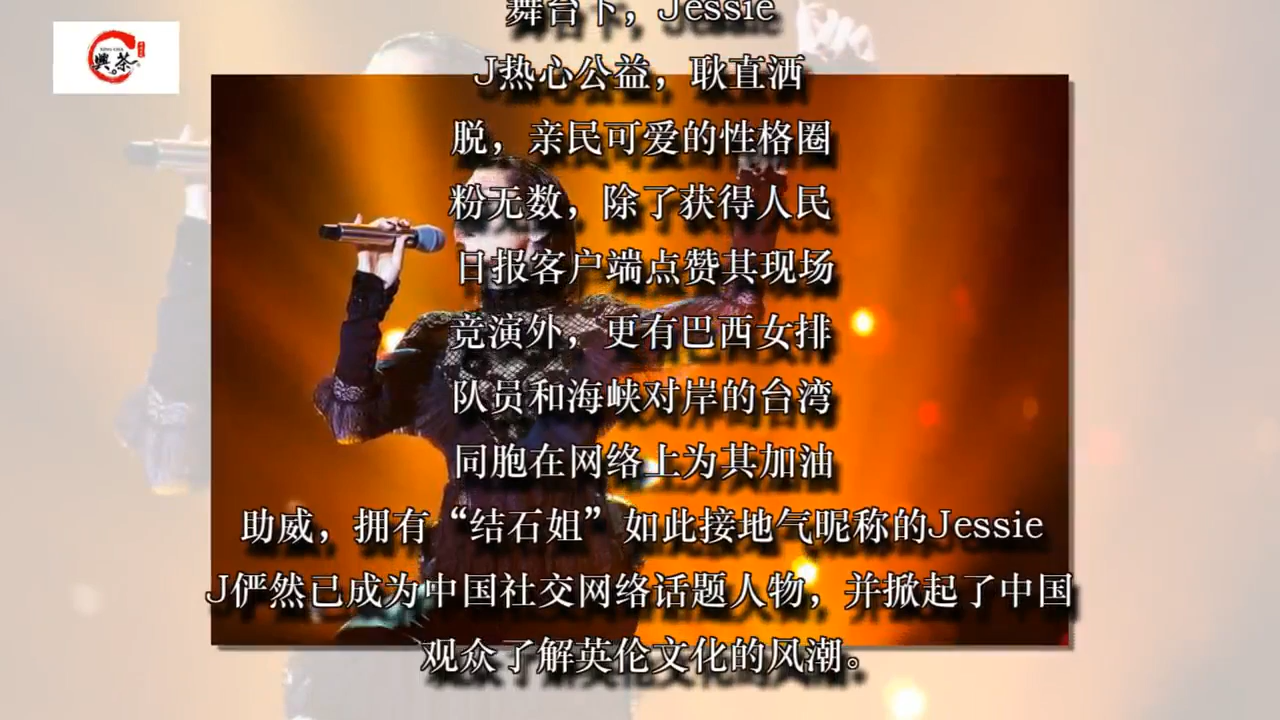 興茶
舞台下，Jessie
J热心公益，耿直洒
脱，亲民可爱的性格圈
粉无数，除了获得人民
日报客户端点赞其现场
竞演外，更有巴西女排
队员和海峡对岸的台湾
同胞在网络上为其加油
助威，拥有“结石姐”如此接地气昵称的Jessie
J俨然已成为中国社交网络话题人物，并掀起了中国
观众了解英伦文化的风潮。